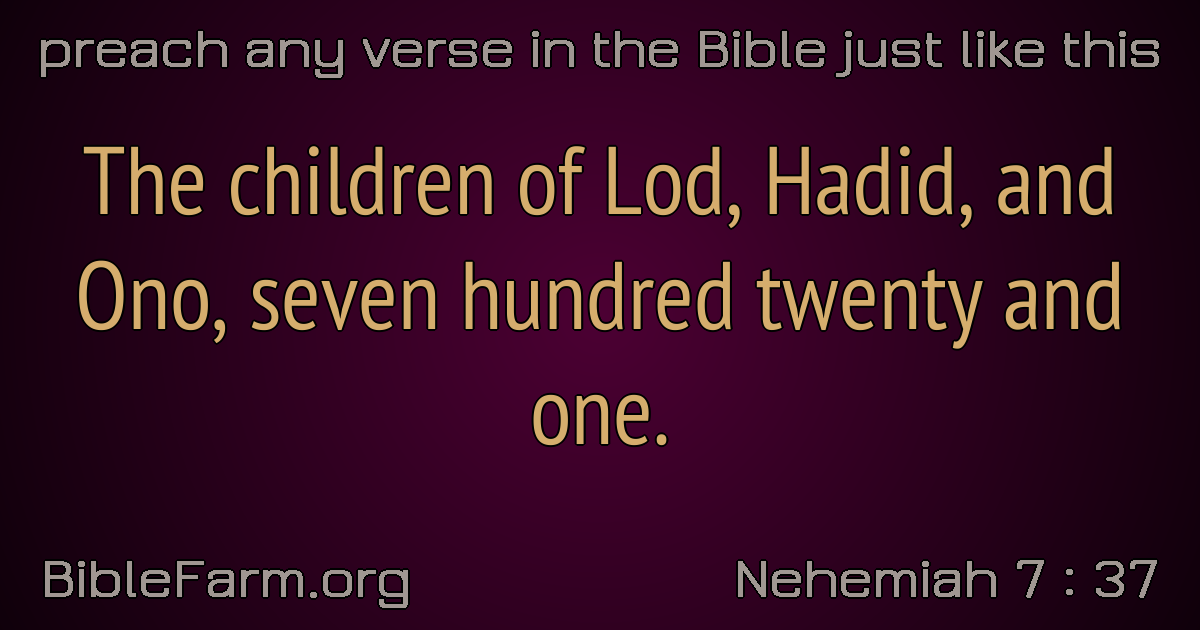 preach any verse in the Bible just like this
The children of Lod, Hadid, and
Ono, seven hundred twenty and
one.
BibleFarm.org
Nehemiah 7 : 37